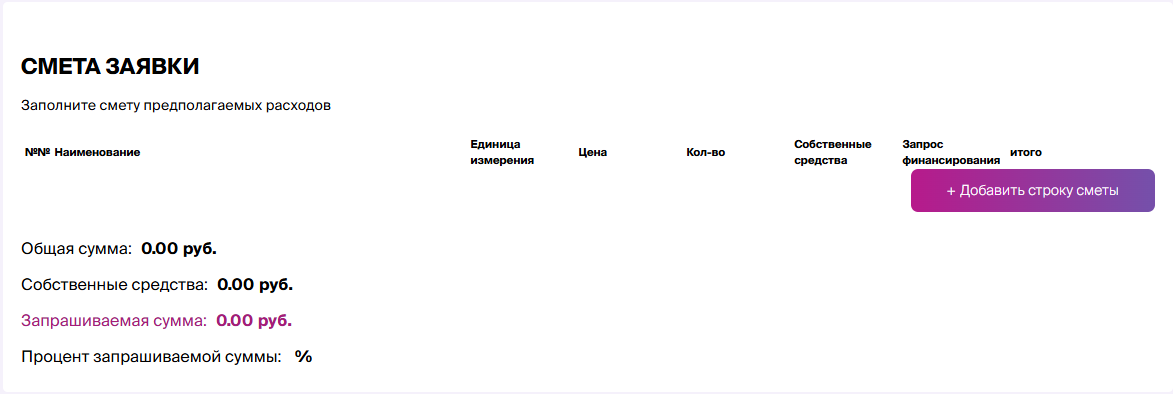 СМЕТА ЗАЯВКИ
Заполните смету предполагаемых расходов
№№ Наименование Единица измерения Цена Кол-во Собственные средства Запрос финансирования итого
+ Добавить строку сметы
Общая сумма: 0.00 руб.
Собственные средства: 0.00 руб.
Запрашиваемая сумма: 0.00 руб.
Процент запрашиваемой суммы: %